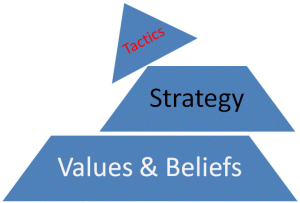 Tactics
Strategy
Values & Beliefs